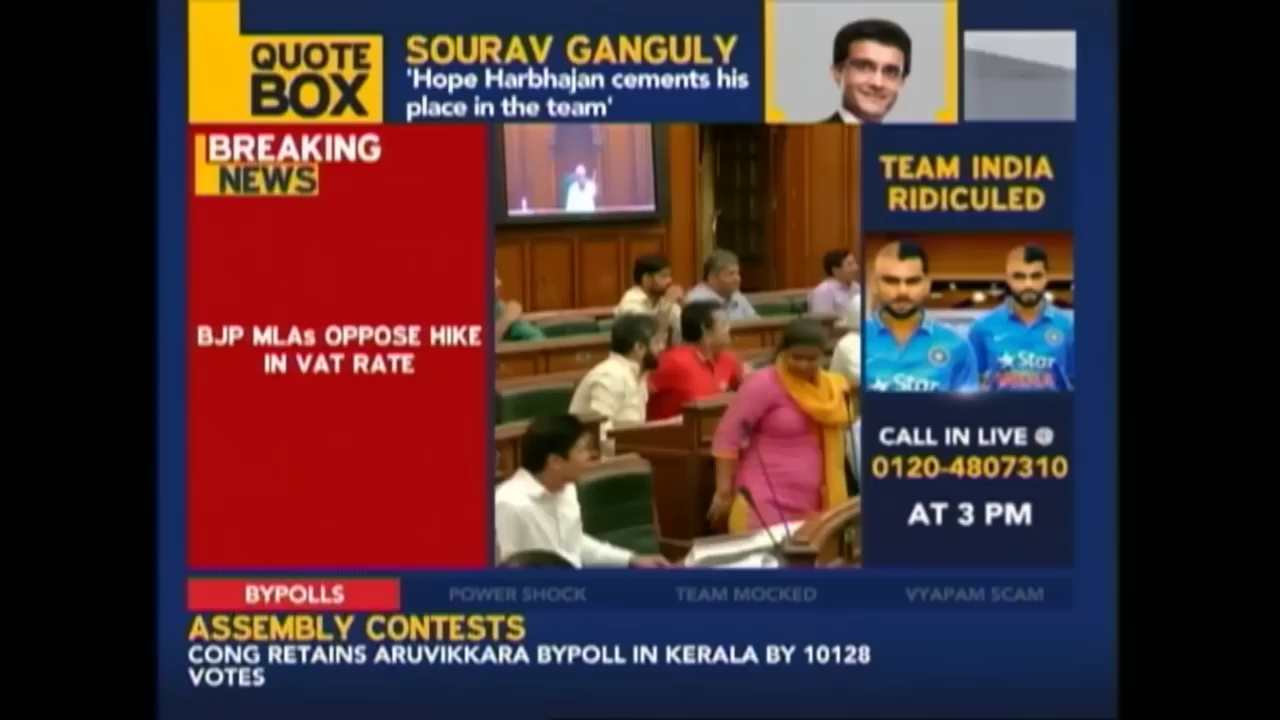 QUOTE
BOX
SOURAV GANGULY
'Hope Harbhajan cements his
place in the team'
BREAKING
NEWS
BJP MLAs OPPOSE HIKE
IN VAT RATE
TEAM INDIA
RIDICULED
Star
Star
INDIA
CALL IN LIVE @
0120-4807310
AT 3 PM
BYPOLLS
POWER SHOCK
TEAM MOCKED
VYAPAM SCAM
ASSEMBLY CONTESTS
CONG RETAINS ARUVIKKARA BYPOLL IN KERALA BY 10128
VOTES